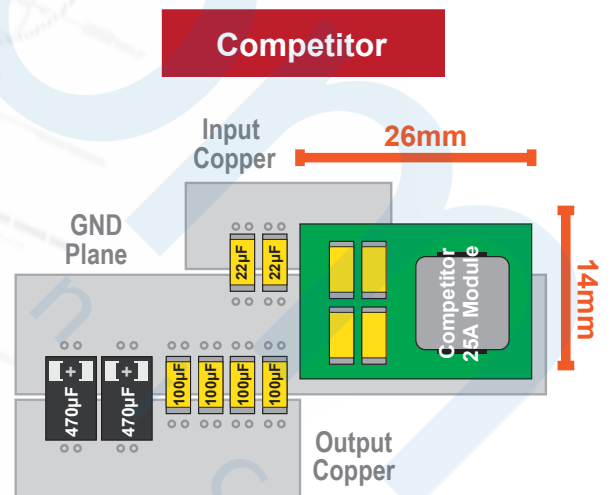 Competitor
Input
Copper
26mm
GND
Plane
22µF
22µF
Competitor
25A Module
14mm
470µF
+
470µF
+
100µF
100µF
100µF
100µF
Output
Copper